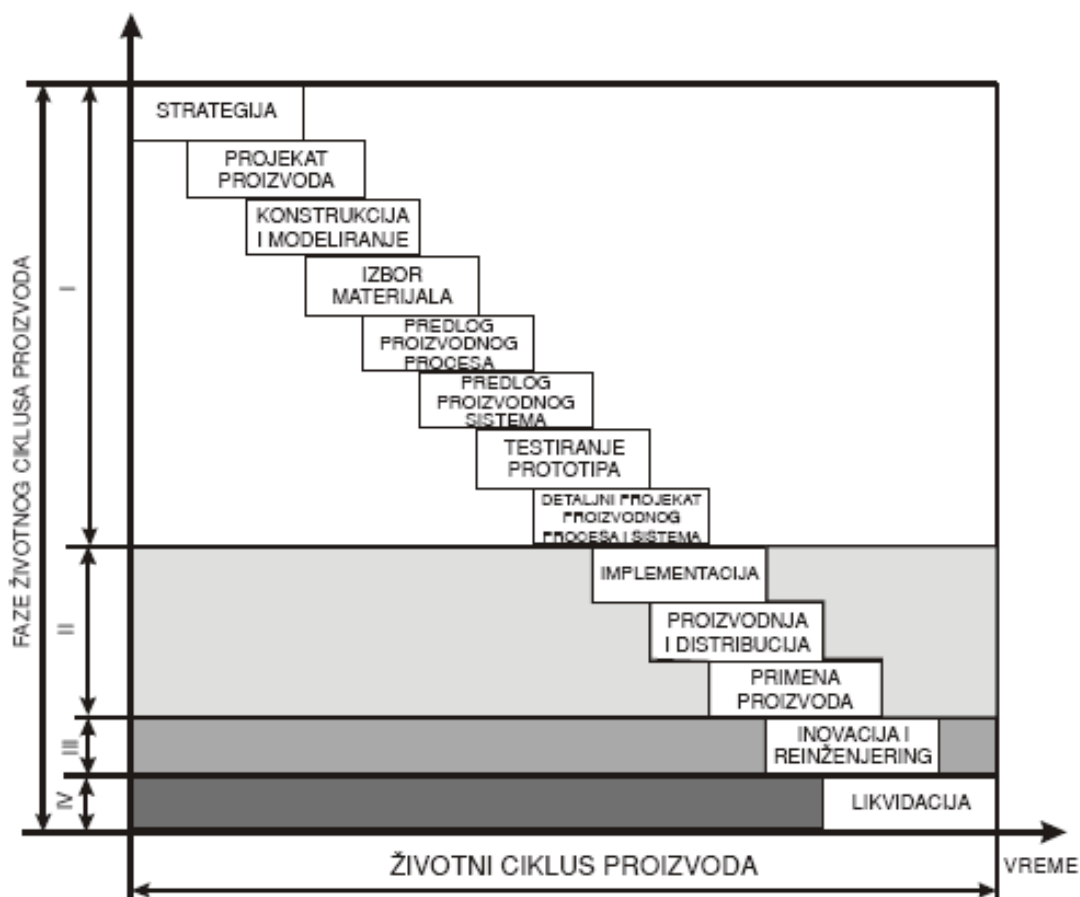 STRATEGIJA
PROJEKAT
PROIZVODA
KONSTRUKCIJA
I MODELIRANJE
IZBOR
MATERIJALA
PREDLOG
PROIZVODNOG
PROCESA
PREDLOG
PROIZVODNOG
SISTEMA
TESTIRANJE
PROTOTIPA
DETALJNI PROJEKAT
PROIZVODNOG
PROCESA I SISTEMA
IMPLEMENTACIJA
PROIZVODNJA
I DISTRIBUCIJA
PRIMENA
PROIZVODA
INOVACIJA I
REINŽENJERING
LIKVIDACIJA
FAZE ŽIVOTNOG CIKLUSA PROIZVODA
I
II
III
IV
ŽIVOTNI CIKLUS PROIZVODA
VREME